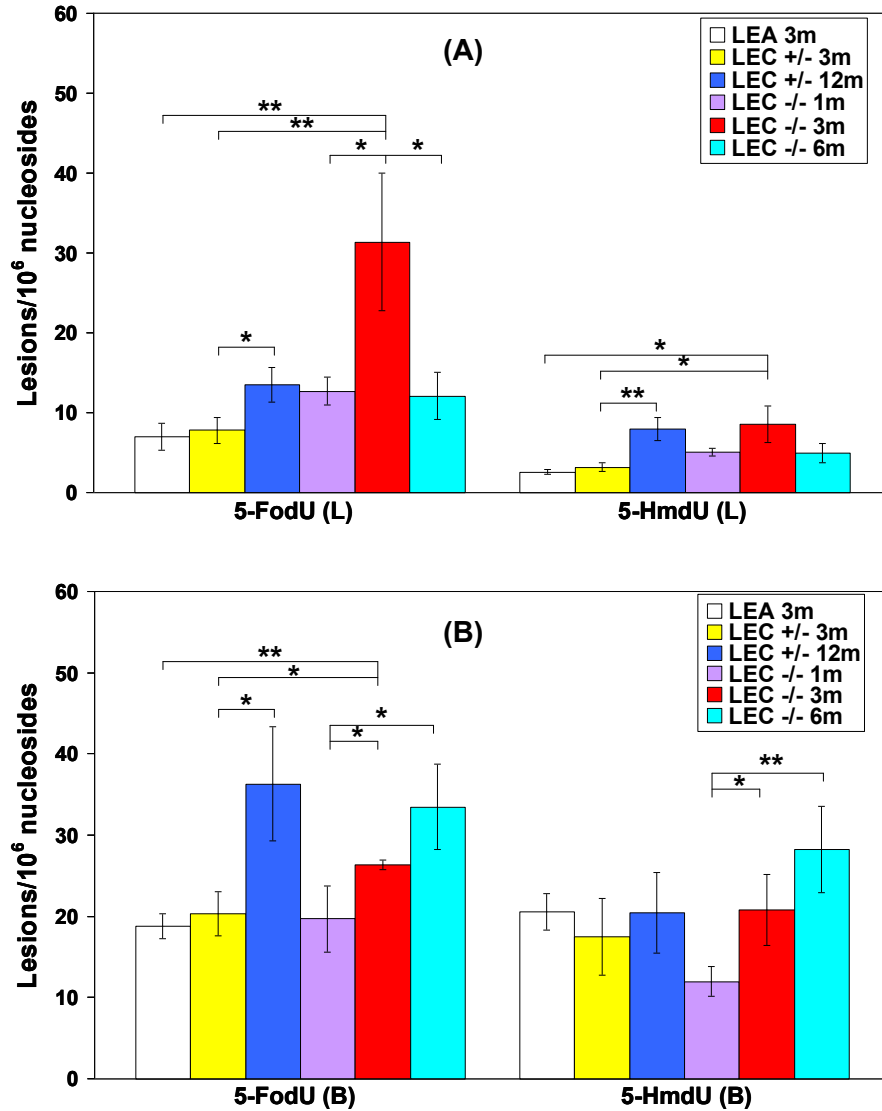 60
50
40
30
20
10
0
Lesions/10⁶ nucleosides
(A)
LEA 3m
LEC +/- 3m
LEC +/- 12m
LEC -/- 1m
LEC -/- 3m
LEC -/- 6m
**
**
*
*
*
*
*
**
5-FodU (L)
5-HmdU (L)
60
50
40
30
20
10
0
Lesions/10⁶ nucleosides
(B)
LEA 3m
LEC +/- 3m
LEC +/- 12m
LEC -/- 1m
LEC -/- 3m
LEC -/- 6m
**
*
*
*
*
**
*
5-FodU (B)
5-HmdU (B)